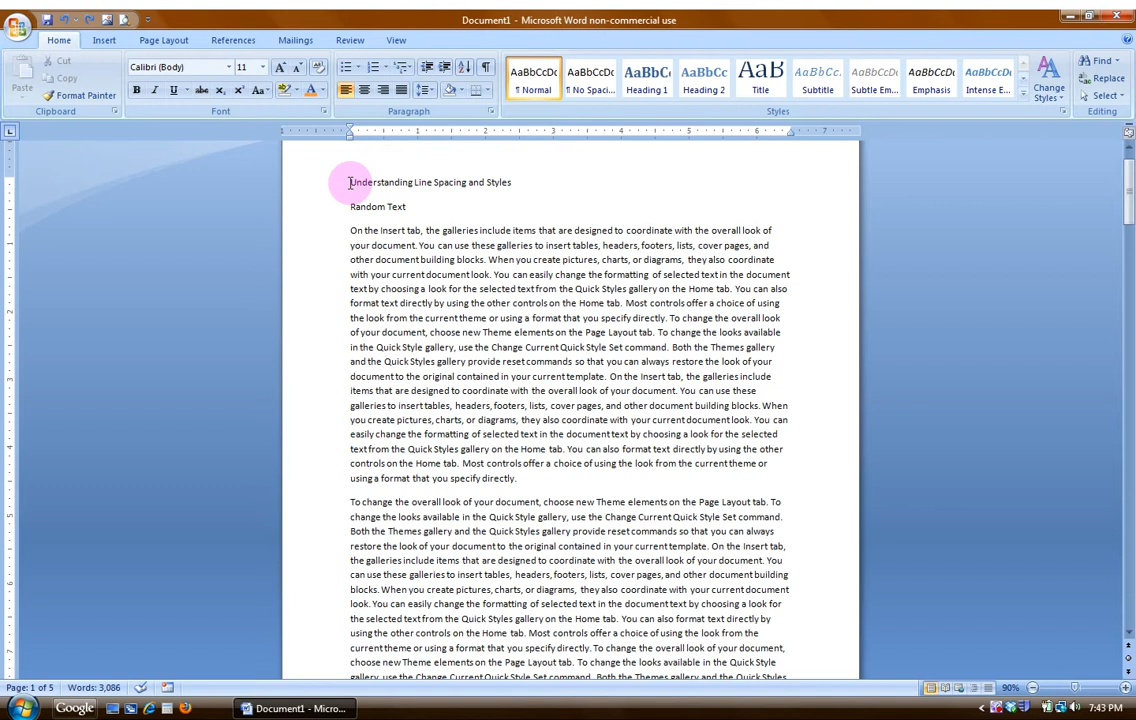 Document1 - Microsoft Word non-commercial use
Home Insert Page Layout References Mailings Review View
Paste
Cut
Copy
Format Painter
Clipboard
Calibri (Body) 11
Font
Paragraph
AaBbCcDc AaBbCcDc AaBbC AaBbCc AaB AaBbCc. AaBbCcDc AaBbCcDc AaBbCcDc
¶ Normal ¶ No Spaci... Heading 1 Heading 2 Title Subtitle Subtle Em... Emphasis Intense E...
Change Styles
Styles
Find
Replace
Select
Editing
1 1 2 3 4 5 6 7
Understanding Line Spacing and Styles
Random Text
On the Insert tab, the galleries include items that are designed to coordinate with the overall look of
your document. You can use these galleries to insert tables, headers, footers, lists, cover pages, and
other document building blocks. When you create pictures, charts, or diagrams, they also coordinate
with your current document look. You can easily change the formatting of selected text in the document
text by choosing a look for the selected text from the Quick Styles gallery on the Home tab. You can also
format text directly by using the other controls on the Home tab. Most controls offer a choice of using
the look from the current theme or using a format that you specify directly. To change the overall look
of your document, choose new Theme elements on the Page Layout tab. To change the looks available
in the Quick Style gallery, use the Change Current Quick Style Set command. Both the Themes gallery
and the Quick Styles gallery provide reset commands so that you can always restore the look of your
document to the original contained in your current template. On the Insert tab, the galleries include
items that are designed to coordinate with the overall look of your document. You can use these
galleries to insert tables, headers, footers, lists, cover pages, and other document building blocks. When
you create pictures, charts, or diagrams, they also coordinate with your current document look. You can
easily change the formatting of selected text in the document text by choosing a look for the selected
text from the Quick Styles gallery on the Home tab. You can also format text directly by using the other
controls on the Home tab. Most controls offer a choice of using the look from the current theme or
using a format that you specify directly.
To change the overall look of your document, choose new Theme elements on the Page Layout tab. To
change the looks available in the Quick Style gallery, use the Change Current Quick Style Set command.
Both the Themes gallery and the Quick Styles gallery provide reset commands so that you can always
restore the look of your document to the original contained in your current template. On the Insert tab,
the galleries include items that are designed to coordinate with the overall look of your document. You
can use these galleries to insert tables, headers, footers, lists, cover pages, and other document building
blocks. When you create pictures, charts, or diagrams, they also coordinate with your current document
look. You can easily change the formatting of selected text in the document text by choosing a look for
the selected text from the Quick Styles gallery on the Home tab. You can also format text directly by
using the other controls on the Home tab. Most controls offer a choice of using the look from the
current theme or using a format that you specify directly. To change the overall look of your document,
choose new Theme elements on the Page Layout tab. To change the looks available in the Quick Style
gallery, use the Change Current Quick Style Set command. Both the Themes gallery and the Quick Styles
Page: 1 of 5 Words: 3,086 90%
Google Document1 - Micro... 7:43 PM